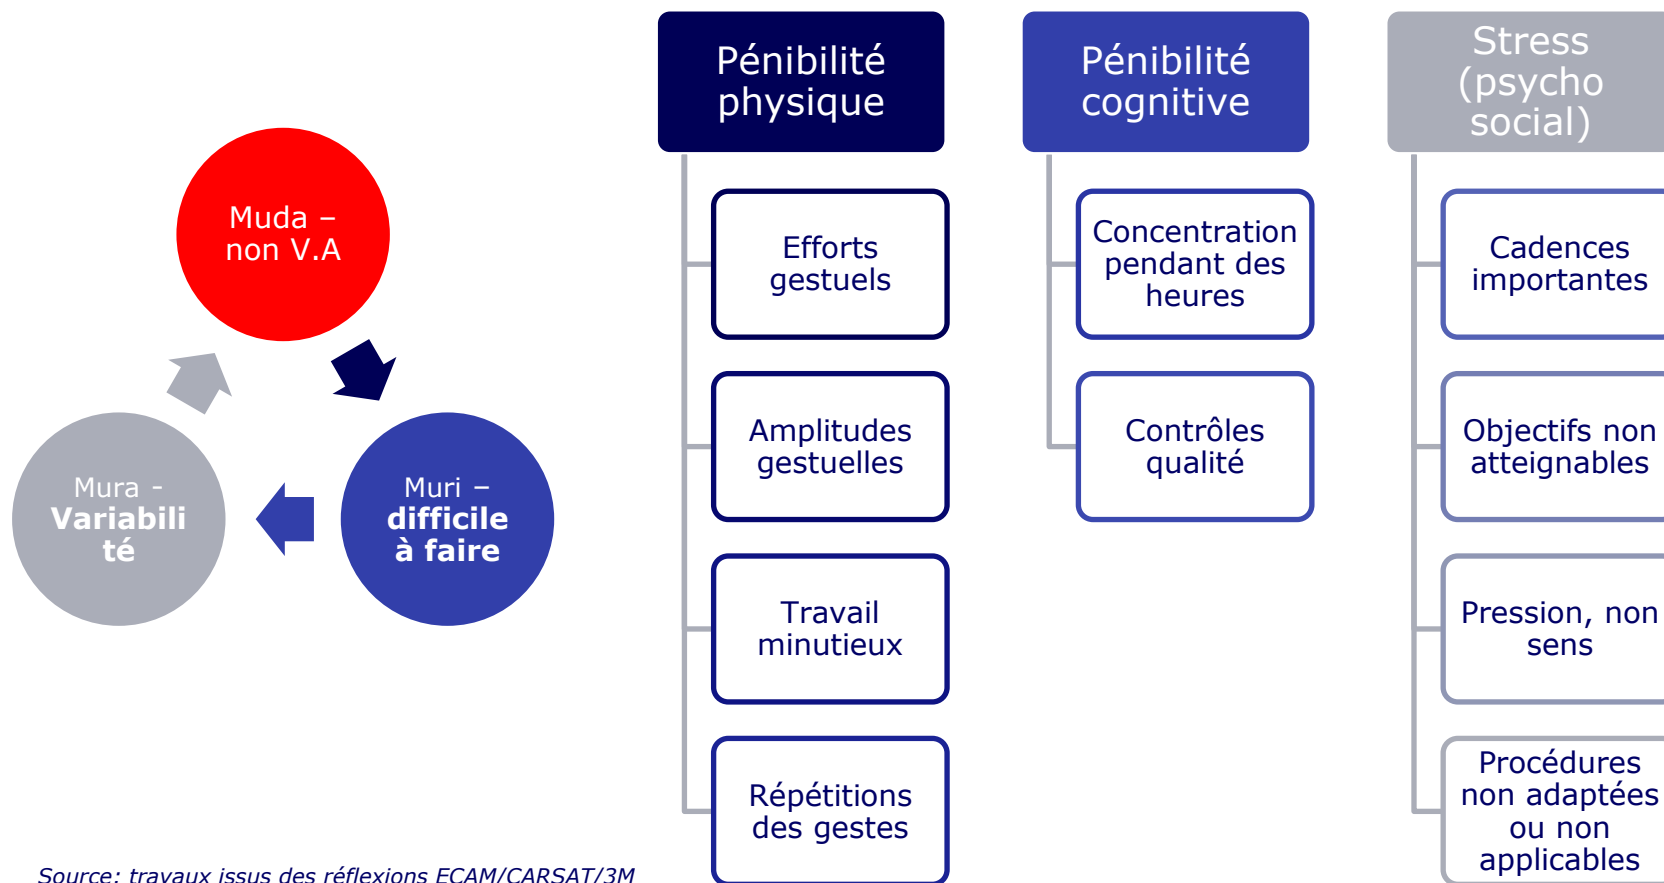 Muda –
non V.A
Muri –
difficile
à faire
Mura -
Variabili
té
Pénibilité
physique
Efforts
gestuels
Amplitudes
gestuelles
Travail
minutieux
Répétitions
des gestes
Pénibilité
cognitive
Concentration
pendant des
heures
Contrôles
qualité
Stress
(psycho
social)
Cadences
importantes
Objectifs non
atteignables
Pression, non
sens
Procédures
non adaptées
ou non
applicables
Source: travaux issus des réflexions ECAM/CARSAT/3M